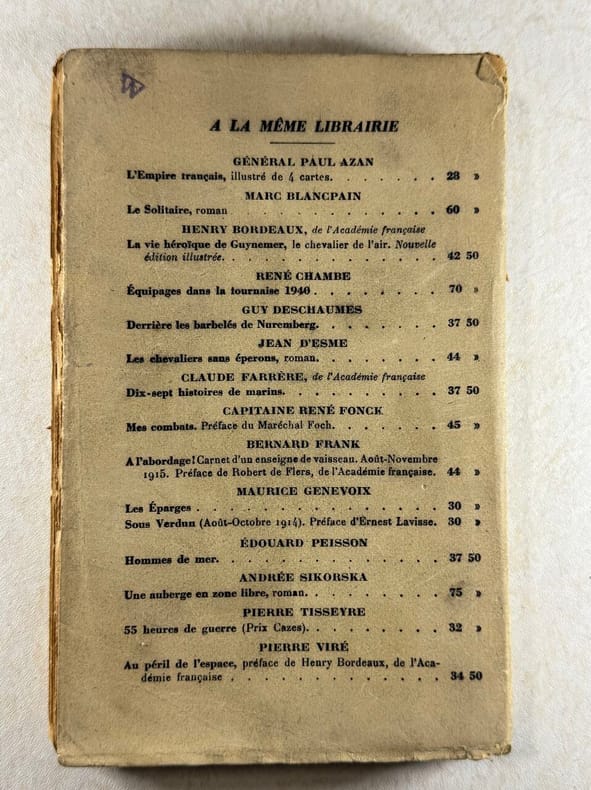 A LA MÊME LIBRAIRIE
GÉNÉRAL PAUL AZAN
L'Empire français, illustré de 4 cartes. . . . . . . 28 »
MARC BLANCPAIN
Le Solitaire, roman . . . . . . . . . . . . 60 »
HENRY BORDEAUX, de l'Académie française
La vie héroïque de Guynemer, le chevalier de l'air. Nouvelle
édition illustrée. . . . . . . . . . . . . 42 50
RENÉ CHAMBE
Équipages dans la tournaise 1940 . . . . . . . . 70 »
GUY DESCHAUMES
Derrière les barbelés de Nuremberg. . . . . . . . 37 50
JEAN D'ESME
Les chevaliers sans éperons, roman. . . . . . . . 44 »
CLAUDE FARRÈRE, de l'Académie française
Dix-sept histoires de marins. . . . . . . . . . 37 50
CAPITAINE RENÉ FONCK
Mes combats. Préface du Maréchal Foch. . . . . . . 45 »
BERNARD FRANK
A l'abordage! Carnet d'un enseigne de vaisseau. Août-Novembre
1915. Préface de Robert de Flers, de l'Académie française. 44 »
MAURICE GENEVOIX
Les Éparges . . . . . . . . . . . . . . 30 »
Sous Verdun (Août-Octobre 1914). Préface d'Ernest Lavisse. 30 »
ÉDOUARD PEISSON
Hommes de mer. . . . . . . . . . . . . . 37 50
ANDRÉE SIKORSKA
Une auberge en zone libre, roman. . . . . . . . . 75 »
PIERRE TISSEYRE
55 heures de guerre (Prix Cazes). . . . . . . . . 32 »
PIERRE VIRÉ
Au péril de l'espace, préface de Henry Bordeaux, de l'Aca-
démie française . . . . . . . . . . . . . 34 50